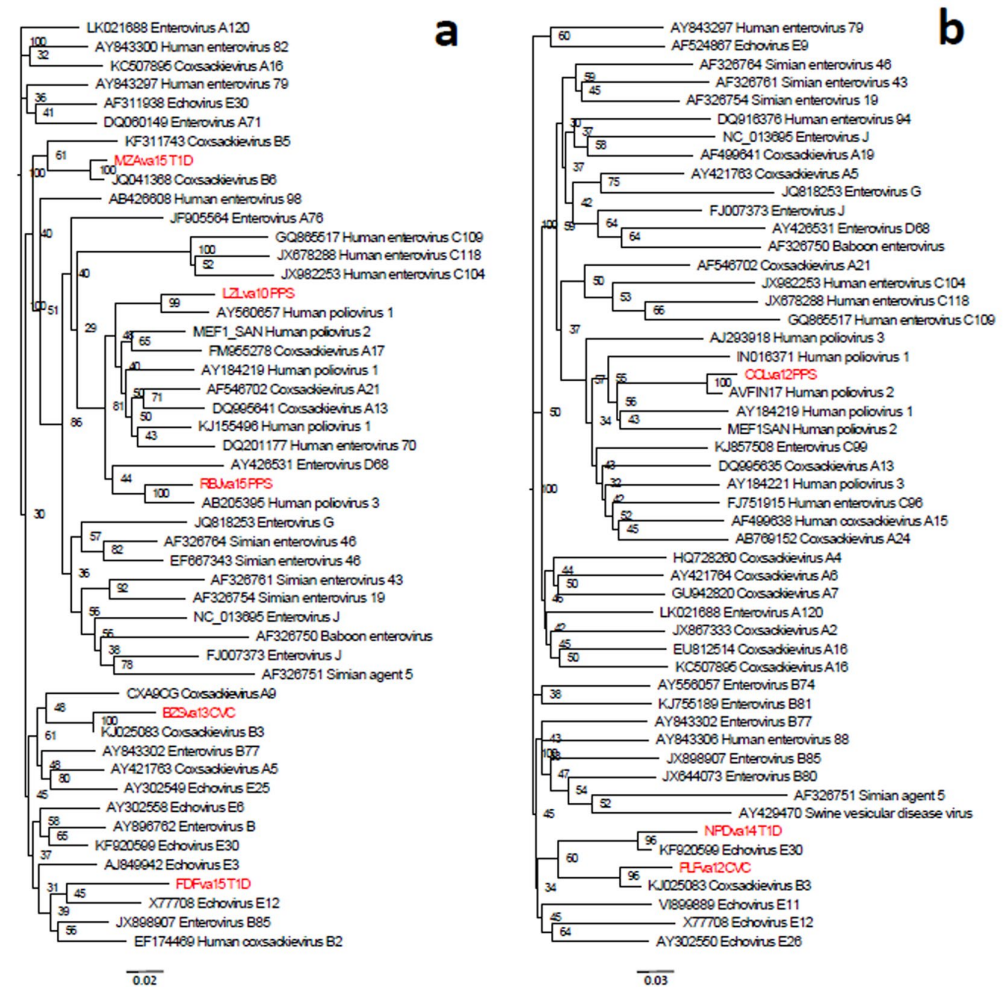 a
LK021688 Enterovirus A120
100
AY843300 Human enterovirus 82
32
KC507895 Coxsackievirus A16
AY843297 Human enterovirus 79
36
AF311938 Echovirus E30
41
DQ060149 Enterovirus A71
KF311743 Coxsackievirus B5
61
MZAva15 T1D
100
100
JQ041368 Coxsackievirus B6
AB426608 Human enterovirus 98
JF905564 Enterovirus A76
40
GQ865517 Human enterovirus C109
100
JX678288 Human enterovirus C118
52
40
JX982253 Human enterovirus C104
LZLva10 PPS
99
100
51
AY560657 Human poliovirus 1
29
MEF1_SAN Human poliovirus 2
48
65
FM955278 Coxsackievirus A17
40
AY184219 Human poliovirus 1
AF546702 Coxsackievirus A21
50
71
81
DQ995641 Coxsackievirus A13
50
86
KJ155496 Human poliovirus 1
43
DQ201177 Human enterovirus 70
AY426531 Enterovirus D68
44
RBJva15 PPS
100
AB205395 Human poliovirus 3
30
JQ818253 Enterovirus G
57
AF326764 Simian enterovirus 46
82
EF667343 Simian enterovirus 46
36
AF326761 Simian enterovirus 43
92
AF326754 Simian enterovirus 19
56
NC_013695 Enterovirus J
56
AF326750 Baboon enterovirus
38
FJ007373 Enterovirus J
78
AF326751 Simian agent 5
CXA9CG Coxsackievirus A9
48
BZSva13 CVC
100
61
KJ025083 Coxsackievirus B3
AY843302 Enterovirus B77
48
AY421763 Coxsackievirus A5
80
AY302549 Echovirus E25
45
AY302558 Echovirus E6
58
AY896762 Enterovirus B
65
KF920599 Echovirus E30
37
AJ849942 Echovirus E3
31
FDFva15 T1D
45
X77708 Echovirus E12
39
JX898907 Enterovirus B85
56
EF174469 Human coxsackievirus B2
0.02
b
AY843297 Human enterovirus 79
60
AF524867 Echovirus E9
AF326764 Simian enterovirus 46
59
AF326761 Simian enterovirus 43
45
AF326754 Simian enterovirus 19
DQ916376 Human enterovirus 94
30
37
NC_013695 Enterovirus J
58
AF499641 Coxsackievirus A19
37
AY421763 Coxsackievirus A5
75
JQ818253 Enterovirus G
42
FJ007373 Enterovirus J
100
59
64
AY426531 Enterovirus D68
64
AF326750 Baboon enterovirus
AF546702 Coxsackievirus A21
50
JX982253 Human enterovirus C104
53
JX678288 Human enterovirus C118
66
GQ865517 Human enterovirus C109
37
AJ293918 Human poliovirus 3
IN016371 Human poliovirus 1
57
55
CCLva12PPS
100
AVFIN17 Human poliovirus 2
56
50
AY184219 Human poliovirus 1
34
43
MEF1SAN Human poliovirus 2
KJ857508 Enterovirus C99
43
DQ995635 Coxsackievirus A13
32
AY184221 Human poliovirus 3
100
42
FJ751915 Human enterovirus C96
52
AF499638 Human coxsackievirus A15
45
AB769152 Coxsackievirus A24
HQ728260 Coxsackievirus A4
44
AY421764 Coxsackievirus A6
50
GU942820 Coxsackievirus A7
LK021688 Enterovirus A120
42
JX867333 Coxsackievirus A2
45
EU812514 Coxsackievirus A16
50
KC507895 Coxsackievirus A16
AY556057 Enterovirus B74
38
KJ755189 Enterovirus B81
AY843302 Enterovirus B77
43
AY843306 Human enterovirus 88
100
JX898907 Enterovirus B85
47
JX644073 Enterovirus B80
54
AF326751 Simian agent 5
52
45
AY429470 Swine vesicular disease virus
NPDva14 T1D
96
KF920599 Echovirus E30
60
FLFva12 CVC
96
34
KJ025083 Coxsackievirus B3
VI899889 Echovirus E11
45
X77708 Echovirus E12
64
AY302550 Echovirus E26
0.03